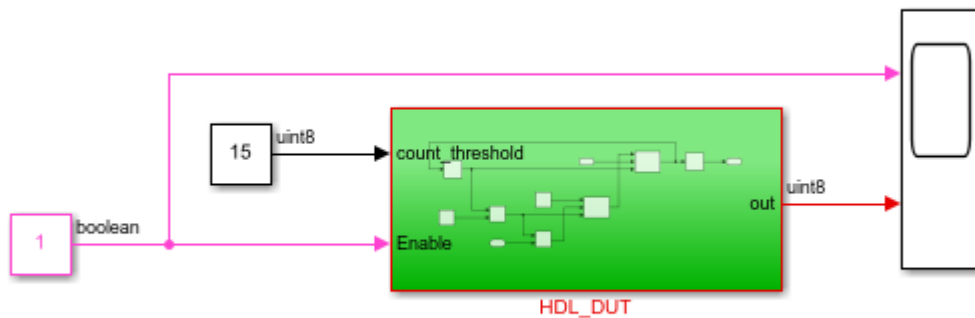 uint8
15
count_threshold
uint8
out
boolean
1
Enable
HDL_DUT